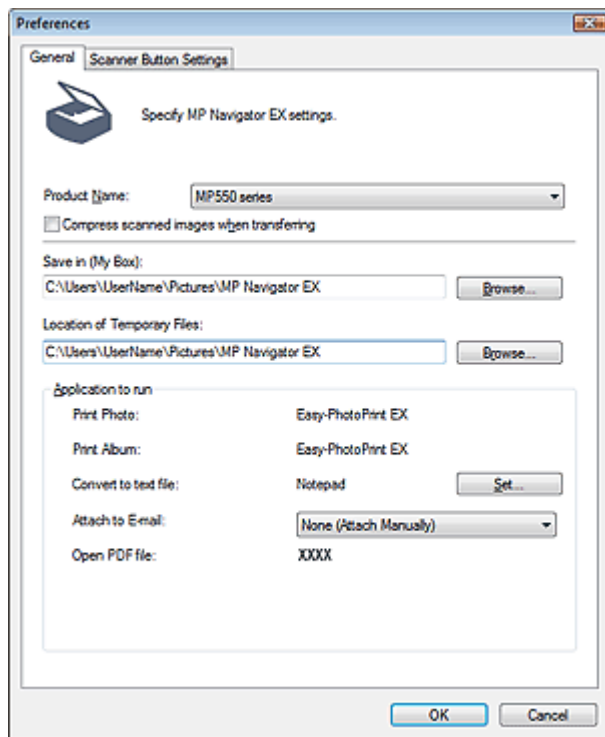 Preferences
General Scanner Button Settings
Specify MP Navigator EX settings.
Product Name: MP550 series
Compress scanned images when transferring
Save in (My Box):
C:\Users\UserName\Pictures\MP Navigator EX Browse...
Location of Temporary Files:
C:\Users\UserName\Pictures\MP Navigator EX Browse...
Application to run
Print Photo: Easy-PhotoPrint EX
Print Album: Easy-PhotoPrint EX
Convert to text file: Notepad Set...
Attach to E-mail: None (Attach Manually)
Open PDF file: XXXX
OK Cancel